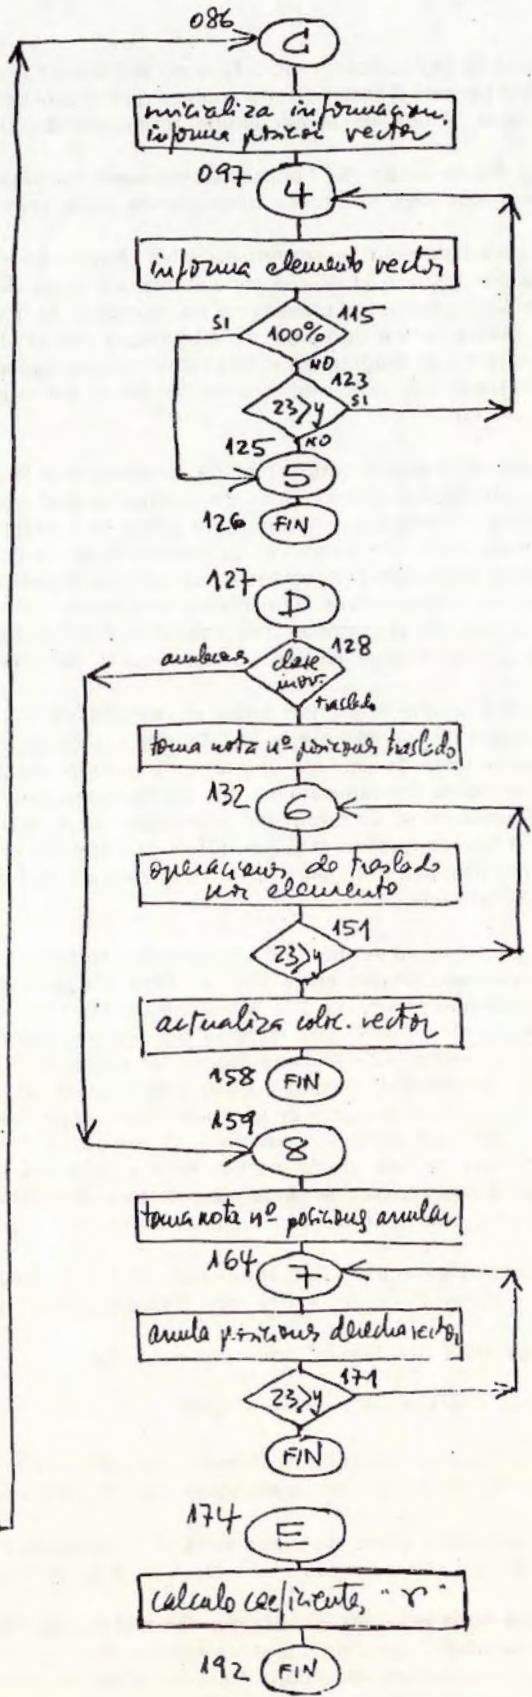 086
C
inicializa informacion.
informa posicion vector
097
4
informa elemento vector
SI
100%
115
NO
123
23>y
SI
NO
125
5
126
FIN
127
D
128
clase
mov.
traslado
toma nota nº posiciones traslado
132
6
operaciones de traslado
por elemento
151
23>y
actualiza coloc. vector
158
FIN
159
8
toma nota nº posiciones anular
164
7
anula posiciones derecha vector
171
23>y
FIN
174
E
calculo coeficiente "r"
192
FIN